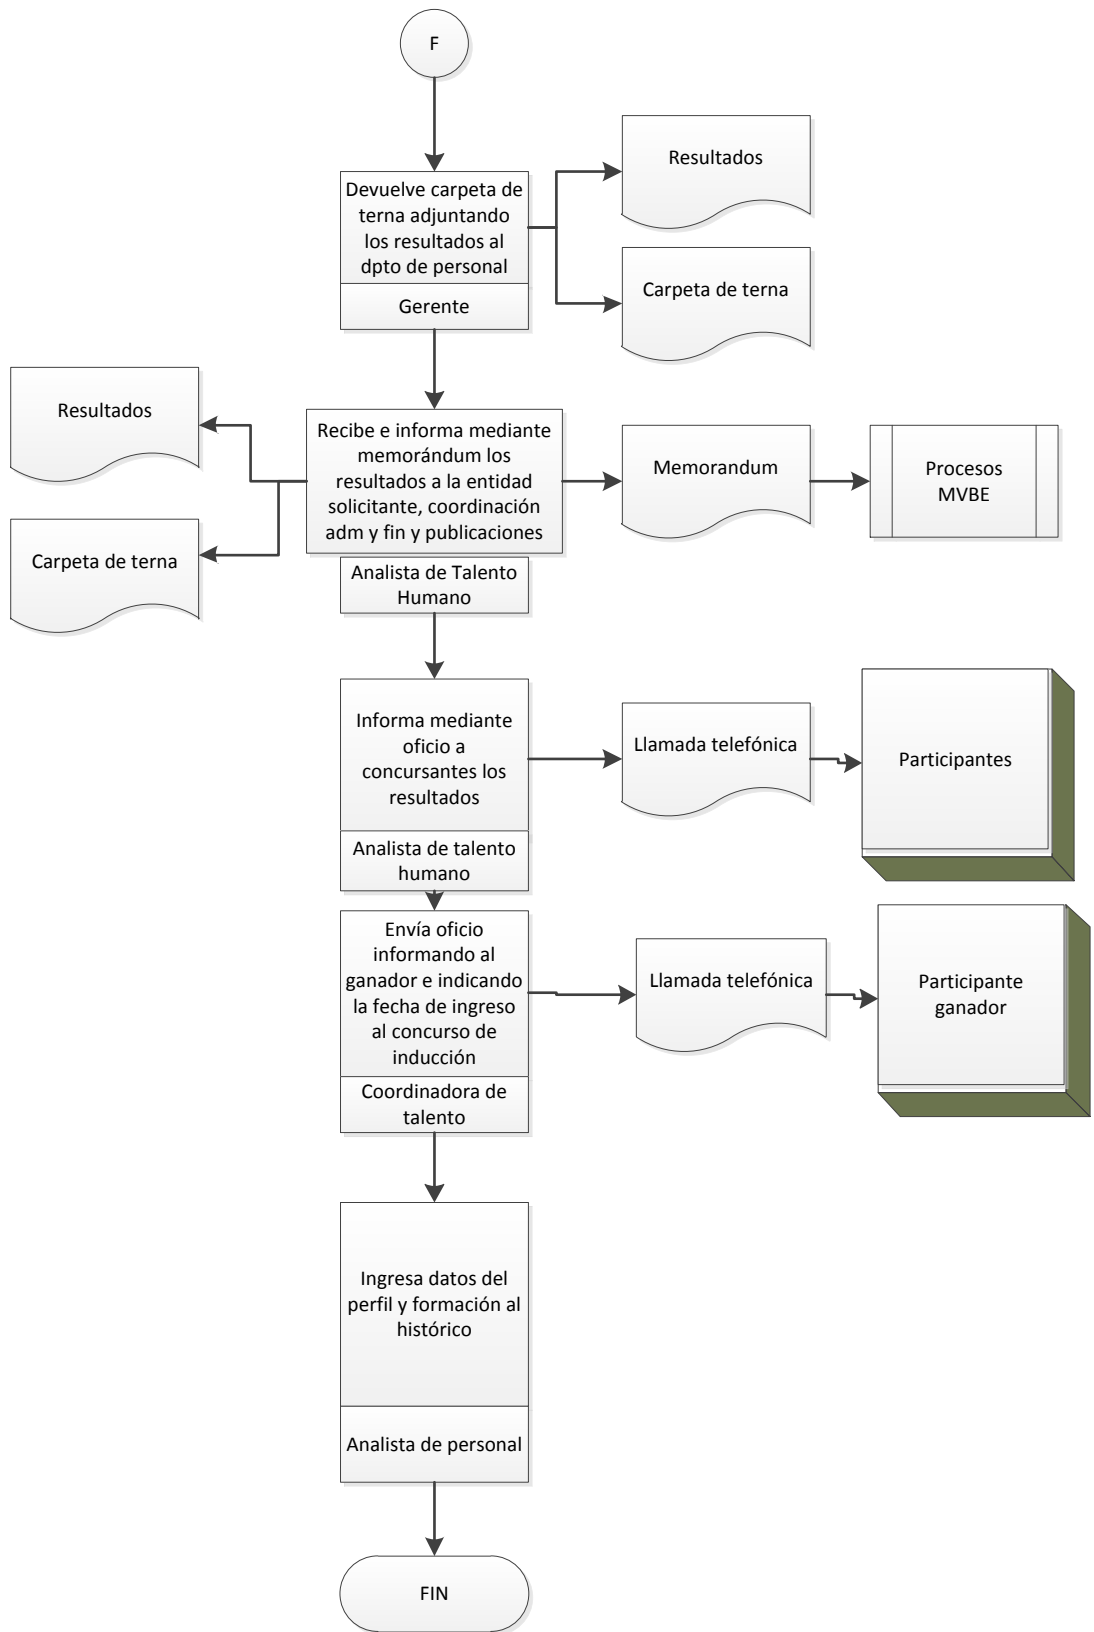 F
Devuelve carpeta de
terna adjuntando
los resultados al
dpto de personal
Gerente
Resultados
Carpeta de terna
Resultados
Carpeta de terna
Recibe e informa mediante
memorándum los
resultados a la entidad
solicitante, coordinación
adm y fin y publicaciones
Analista de Talento
Humano
Memorandum
Procesos
MVBE
Informa mediante
oficio a
concursantes los
resultados
Analista de talento
humano
Llamada telefónica
Participantes
Envía oficio
informando al
ganador e indicando
la fecha de ingreso
al concurso de
inducción
Coordinadora de
talento
Llamada telefónica
Participante
ganador
Ingresa datos del
perfil y formación al
histórico
Analista de personal
FIN